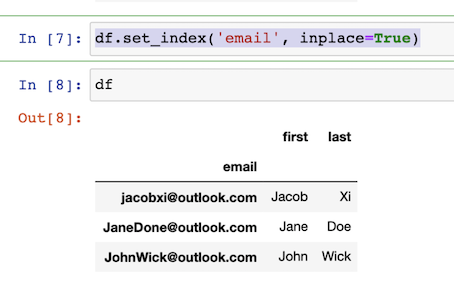 In [7]: df.set_index('email', inplace=True)
In [8]: df
Out[8]:
first last
email
jacobxi@outlook.com Jacob Xi
JaneDone@outlook.com Jane Doe
JohnWick@outlook.com John Wick